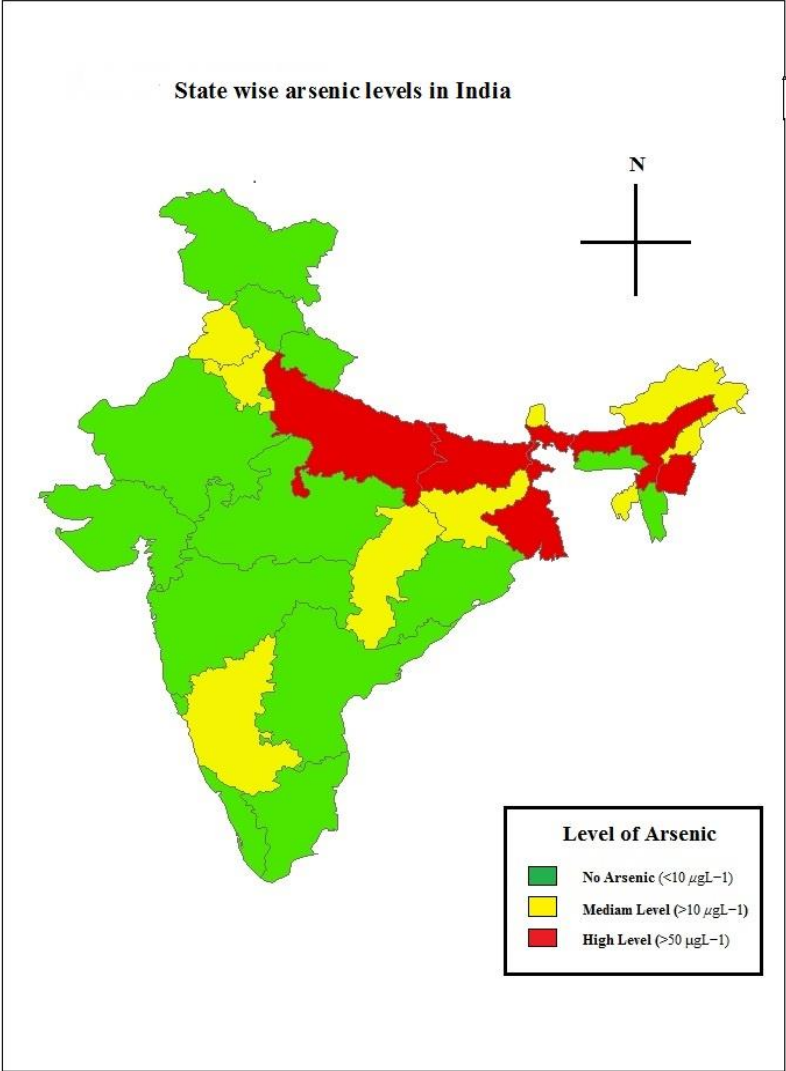 State wise arsenic levels in India
N
Level of Arsenic
No Arsenic (<10 μgL−1)
Mediam Level (>10 μgL−1)
High Level (>50 μgL−1)